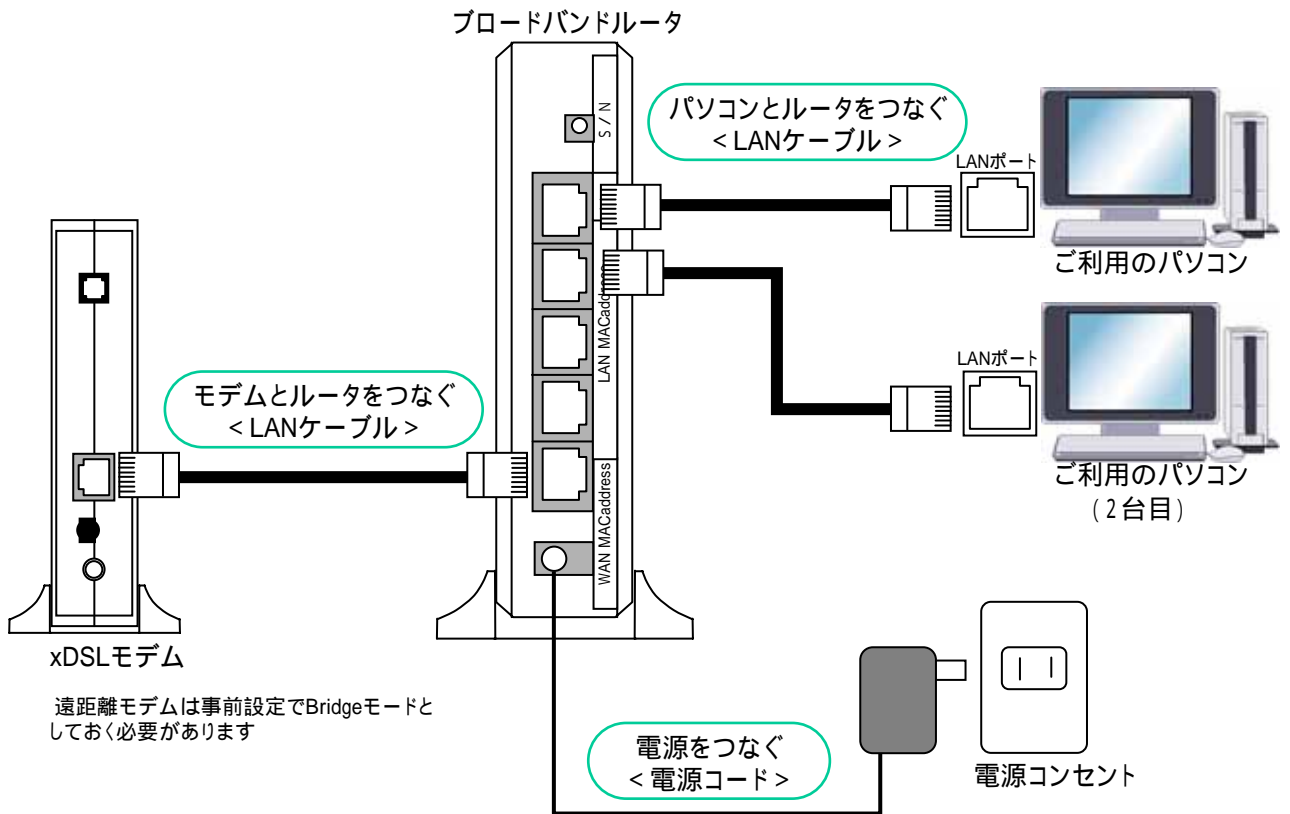 ブロードバンドルータ
S / N
パソコンとルータをつなぐ
< LANケーブル >
LANポート
ご利用のパソコン
LAN MACaddress
LANポート
ご利用のパソコン
(2台目)
モデムとルータをつなぐ
< LANケーブル >
WAN MACaddress
xDSLモデム
遠距離モデムは事前設定でBridgeモードと
しておく必要があります
電源をつなぐ
< 電源コード >
電源コンセント